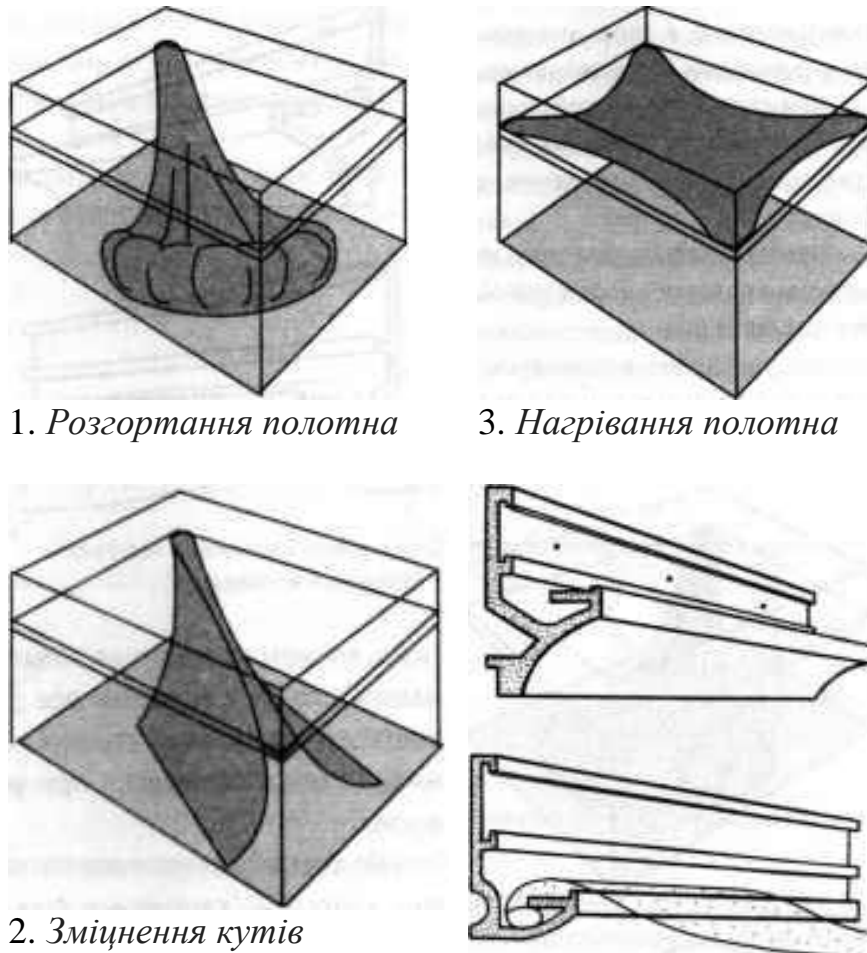 1. Розгортання полотна
3. Нагрівання полотна
2. Зміцнення кутів